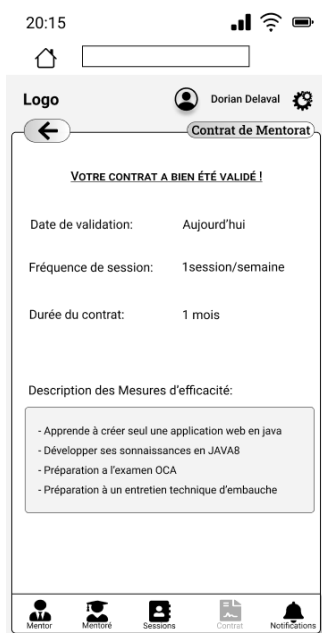 20:15
Logo
Dorian Delaval
Contrat de Mentorat
VOTRE CONTRAT A BIEN ÉTÉ VALIDÉ !
Date de validation: Aujourd'hui
Fréquence de session: 1session/semaine
Durée du contrat: 1 mois
Description des Mesures d'efficacité:
- Apprende à créer seul une application web en java
- Développer ses sonnaissances en JAVA8
- Préparation a l'examen OCA
- Préparation à un entretien technique d'embauche
Mentor Mentoré Sessions Contrat Notifications